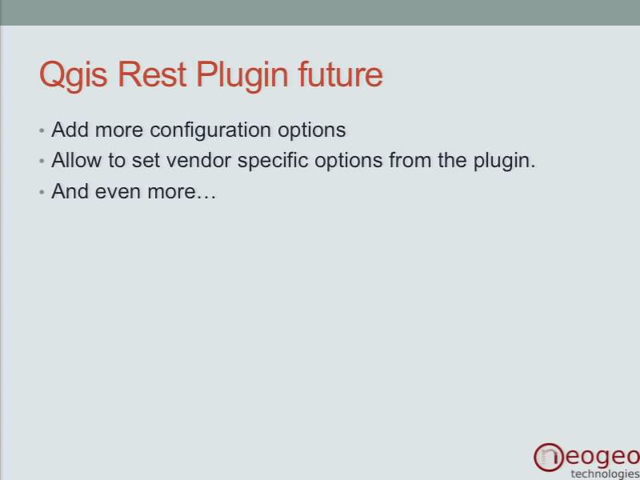 Qgis Rest Plugin future
• Add more configuration options
• Allow to set vendor specific options from the plugin.
• And even more…
neogeo
technologies